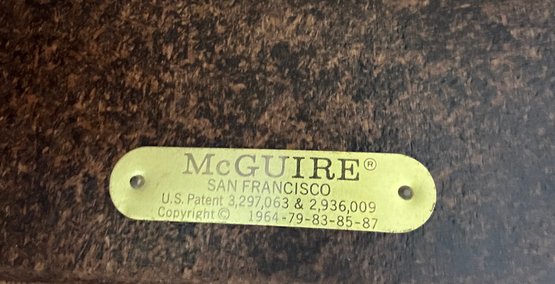 McGUIRE®
SAN FRANCISCO
U.S. Patent 3,297,063 & 2,936,009
Copyright © 1964-79-83-85-87